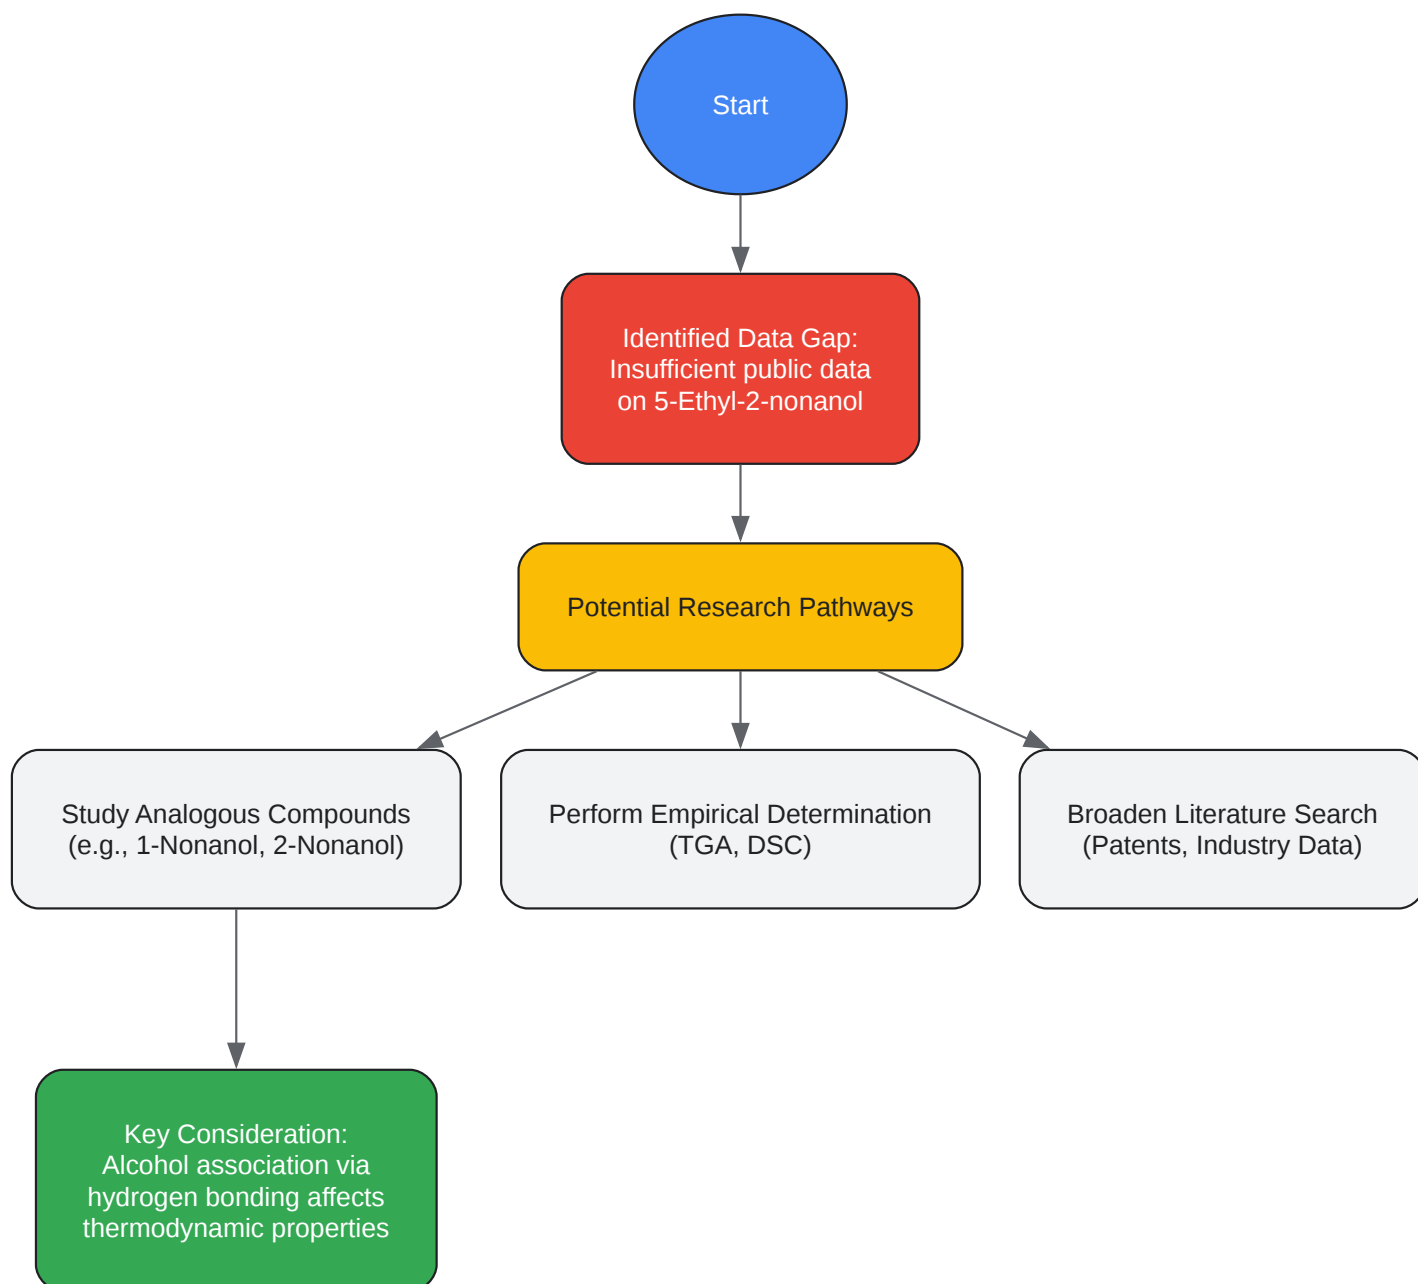 Start
Identified Data Gap:
Insufficient public data
on 5-Ethyl-2-nonanol
Potential Research Pathways
Study Analogous Compounds
(e.g., 1-Nonanol, 2-Nonanol)
Perform Empirical Determination
(TGA, DSC)
Broaden Literature Search
(Patents, Industry Data)
Key Consideration:
Alcohol association via
hydrogen bonding affects
thermodynamic properties